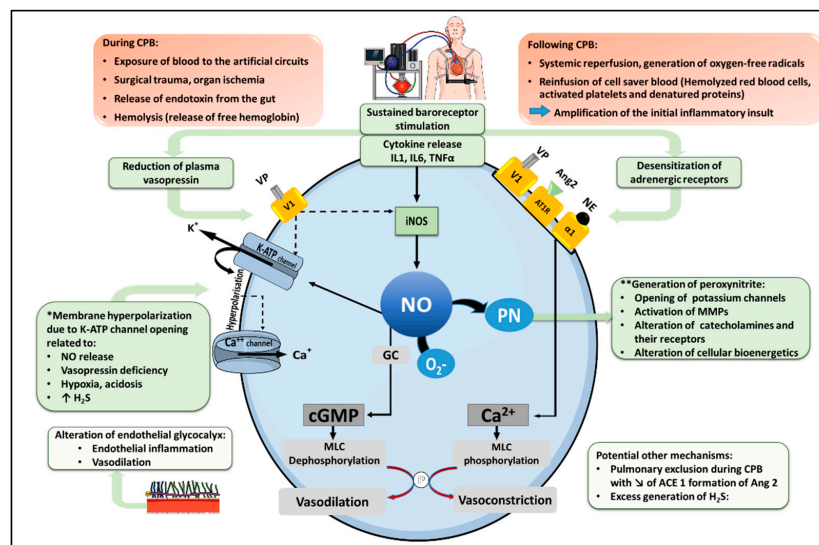 During CPB:
• Exposure of blood to the artificial circuits
• Surgical trauma, organ ischemia
• Release of endotoxin from the gut
• Hemolysis (release of free hemoglobin)
Following CPB:
• Systemic reperfusion, generation of oxygen-free radicals
• Reinfusion of cell saver blood (Hemolyzed red blood cells,
activated platelets and denatured proteins)
Amplification of the initial inflammatory insult
Sustained baroreceptor
stimulation
Cytokine release
IL1, IL6, TNFα
Reduction of plasma
vasopressin
Desensitization of
adrenergic receptors
VP
V1
VP
V1
Ang2
AT1R
NE
α1
iNOS
K+
K-ATP channel
Hyperpolarisation
Ca++ channel
Ca+
NO
PN
O2-
GC
*Membrane hyperpolarization
due to K-ATP channel opening
related to:
• NO release
• Vasopressin deficiency
• Hypoxia, acidosis
• ↑ H2S
**Generation of peroxynitrite:
• Opening of potassium channels
• Activation of MMPs
• Alteration of catecholamines and
their receptors
• Alteration of cellular bioenergetics
cGMP
Ca2+
MLC
Dephosphorylation
MLC
phosphorylation
Vasodilation
Vasoconstriction
Alteration of endothelial glycocalyx:
• Endothelial inflammation
• Vasodilation
Potential other mechanisms:
• Pulmonary exclusion during CPB
with ↘ of ACE 1 formation of Ang 2
• Excess generation of H2S: